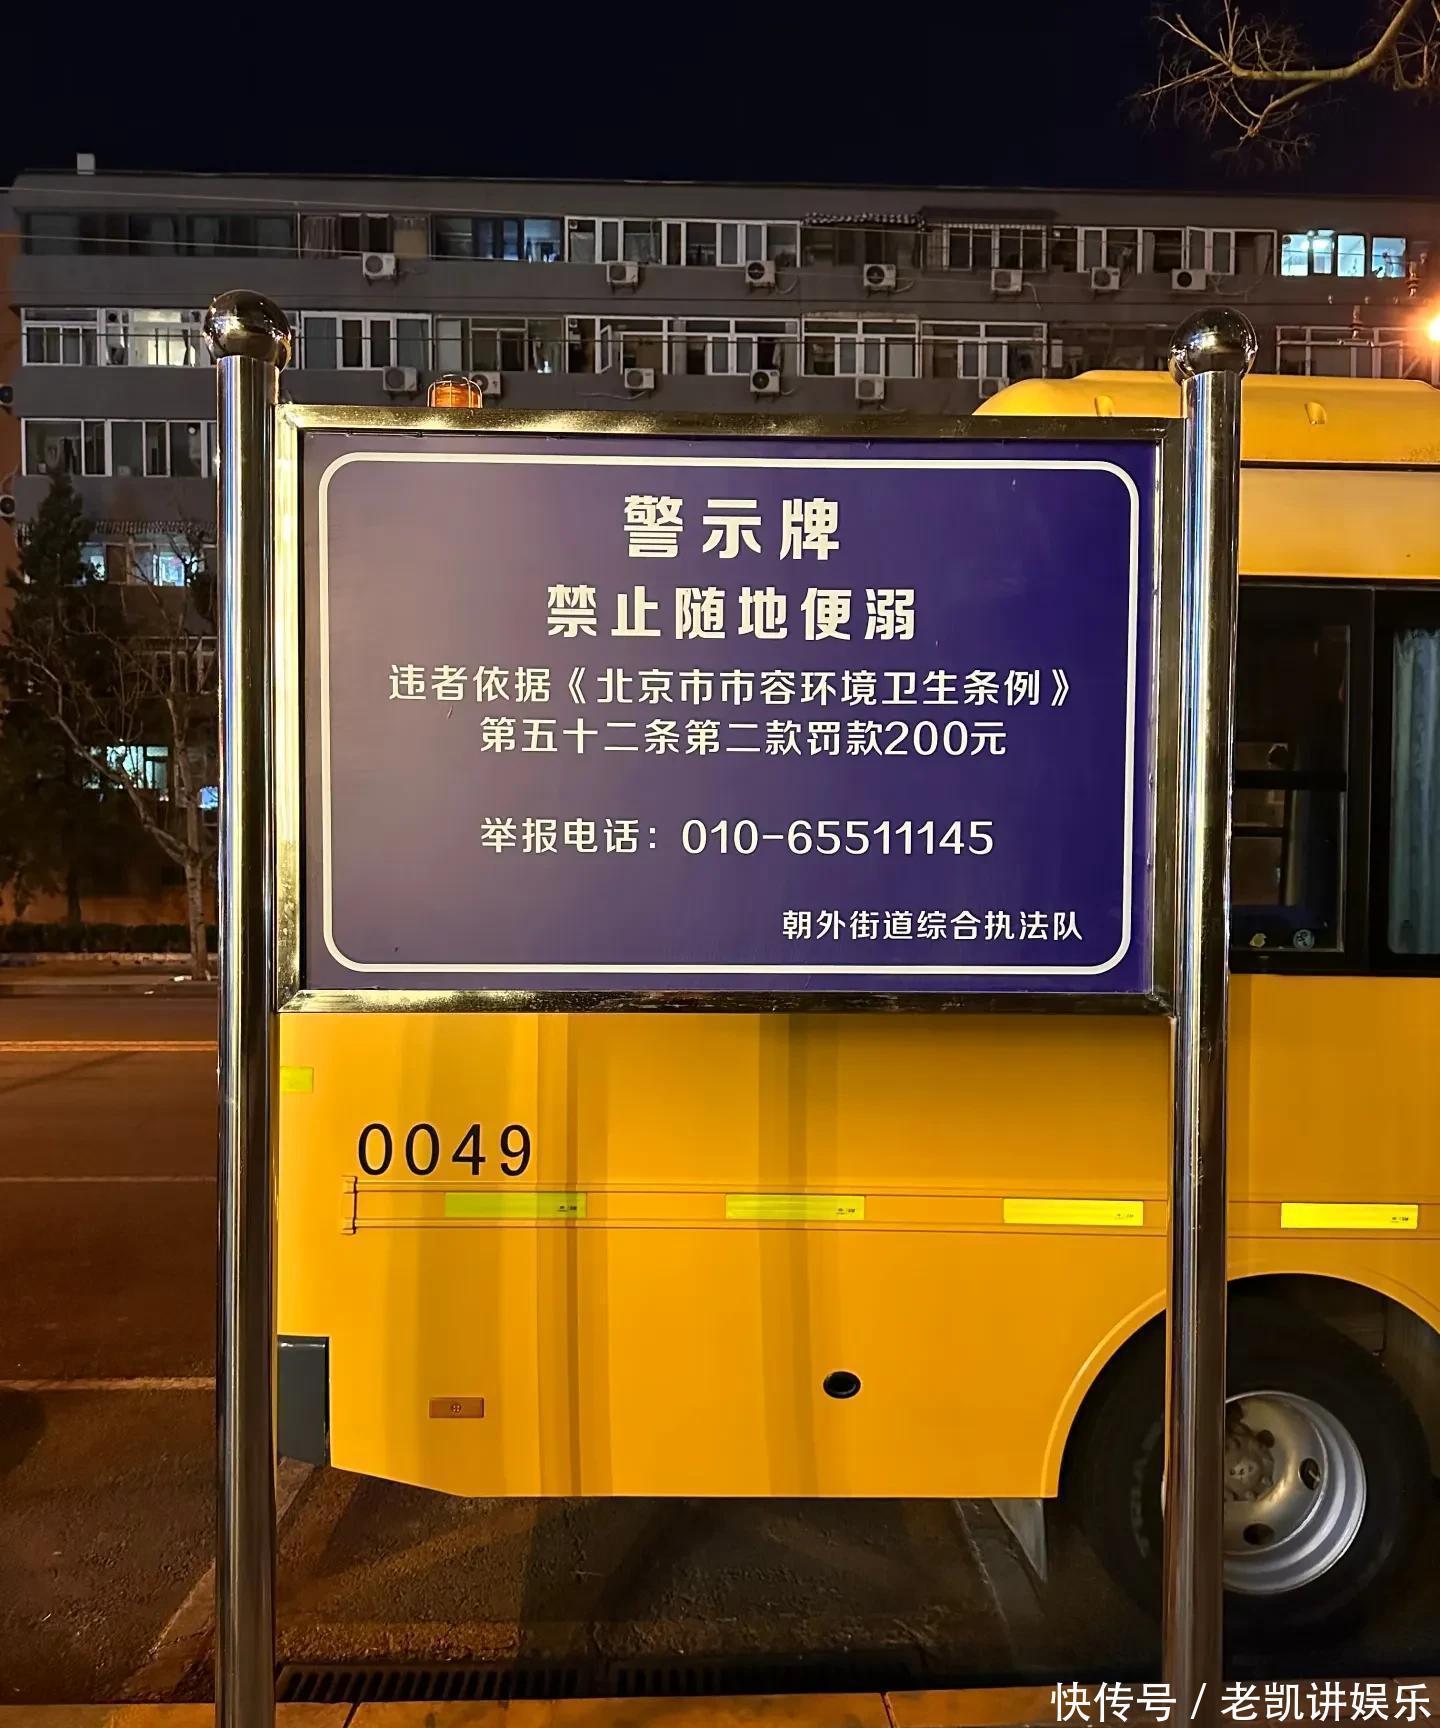 警示牌
禁止随地便溺
违者依据《北京市市容环境卫生条例》
第五十二条第二款罚款200元
举报电话：010-65511145
朝外街道综合执法队
0049
快传号 / 老凯讲娱乐